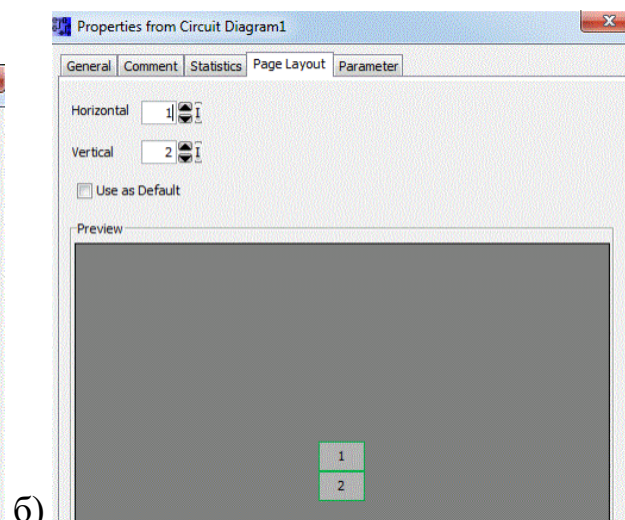 Properties from Circuit Diagram1
General Comment Statistics Page Layout Parameter
Horizontal 1
Vertical 2
Use as Default
Preview
1
2
б)